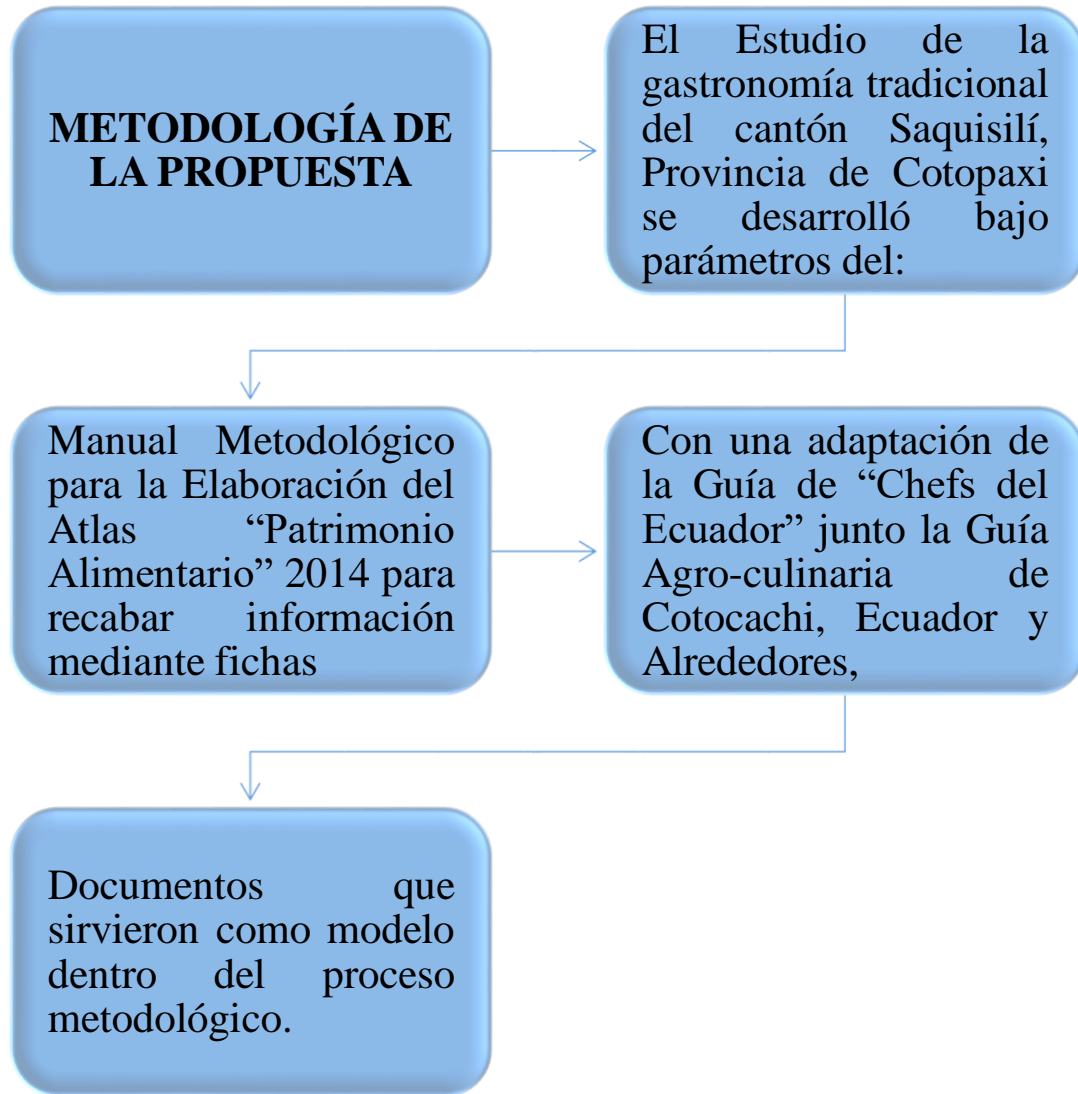 METODOLOGÍA DE
LA PROPUESTA
El Estudio de la
gastronomía tradicional
del cantón Saquisilí,
Provincia de Cotopaxi
se desarrolló bajo
parámetros del:
Manual Metodológico
para la Elaboración del
Atlas “Patrimonio
Alimentario” 2014 para
recabar información
mediante fichas
Con una adaptación de
la Guía de “Chefs del
Ecuador” junto la Guía
Agro-culinaria de
Cotocachi, Ecuador y
Alrededores,
Documentos que
sirvieron como modelo
dentro del proceso
metodológico.